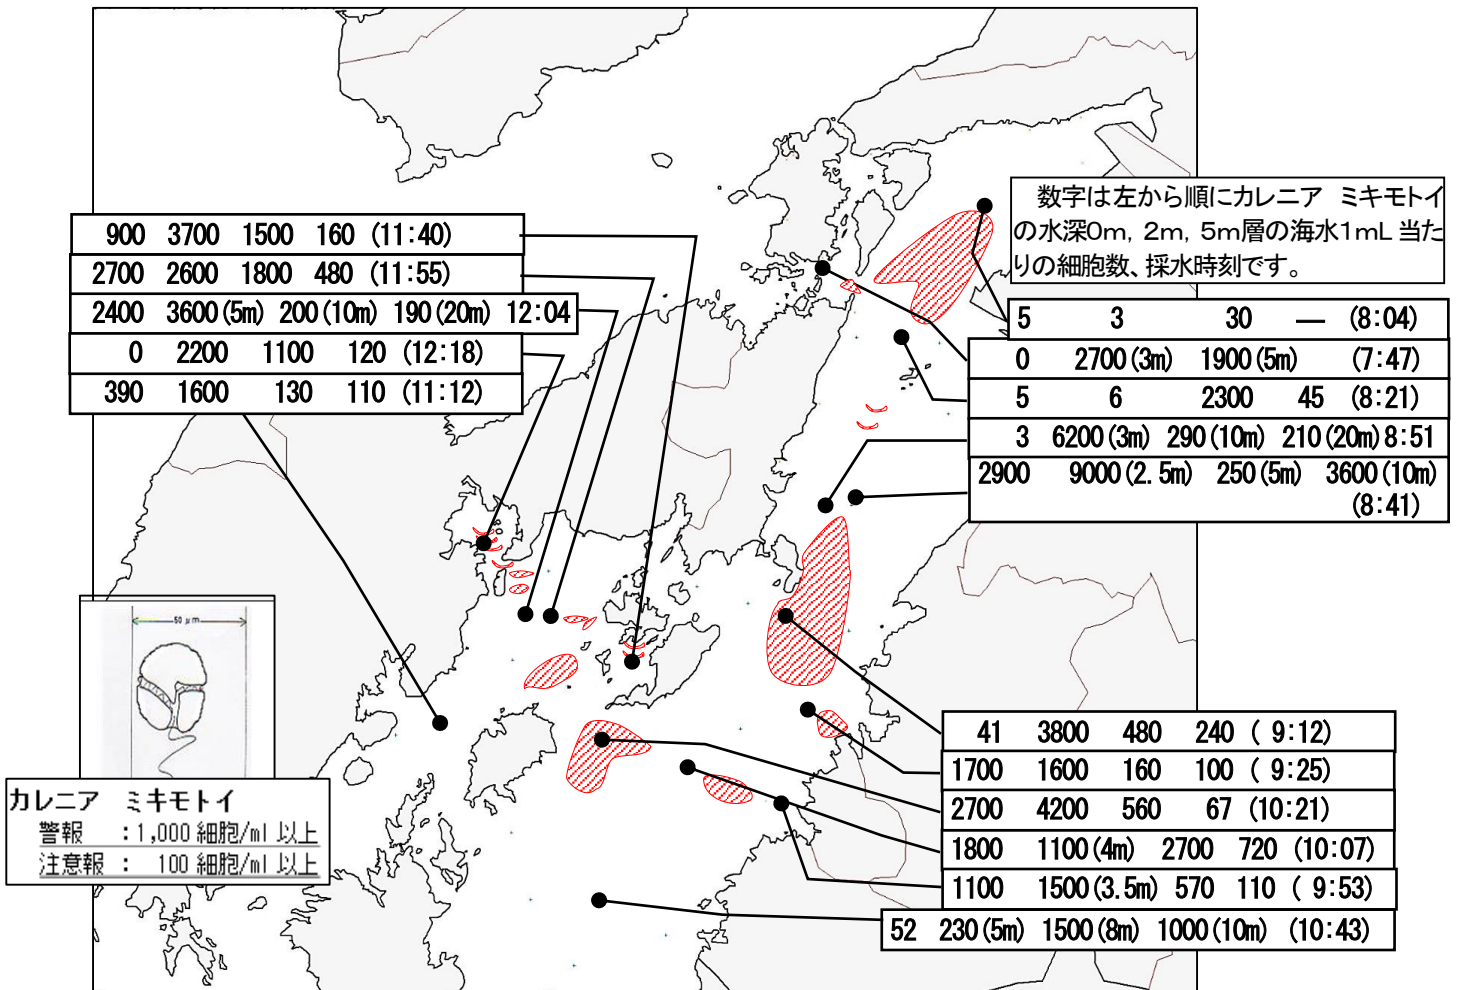 数字は左から順にカレニア ミキモトイ
の水深0m, 2m, 5m層の海水1mL 当た
りの細胞数、採水時刻です。
900 3700 1500 160 (11:40)
2700 2600 1800 480 (11:55)
2400 3600(5m) 200(10m) 190(20m) 12:04
0 2200 1100 120 (12:18)
390 1600 130 110 (11:12)
5 3 30 — (8:04)
0 2700(3m) 1900(5m) (7:47)
5 6 2300 45 (8:21)
3 6200(3m) 290(10m) 210(20m) 8:51
2900 9000(2.5m) 250(5m) 3600(10m)
(8:41)
50 μm
カレニア ミキモトイ
警報 :1,000 細胞/ml 以上
注意報 : 100 細胞/ml 以上
41 3800 480 240 ( 9:12)
1700 1600 160 100 ( 9:25)
2700 4200 560 67 (10:21)
1800 1100(4m) 2700 720 (10:07)
1100 1500(3.5m) 570 110 ( 9:53)
52 230(5m) 1500(8m) 1000(10m) (10:43)